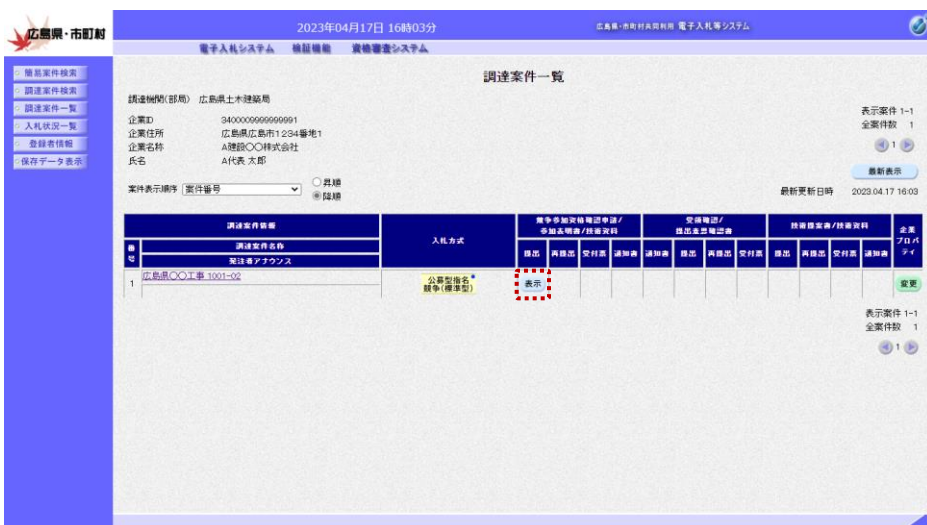 広島県・市町村
2023年04月17日 16時03分
広島県・市町村共同利用 電子入札等システム
電子入札システム 検証機能 資格審査システム
簡易案件検索
調達案件検索
調達案件一覧
入札状況一覧
登録者情報
保存データ表示
調達案件一覧
調達機関(部局) 広島県土木建築局
企業ID 3400009999999991
企業住所 広島県広島市1234番地1
企業名称 A建設〇〇株式会社
氏名 A代表 太郎
表示案件 1-1
全案件数 1
1
最新表示
案件表示順序 案件番号
昇順
降順
最新更新日時 2023.04.17 16:03
番号
調達案件情報
調達案件名称
発注者アナウンス
入札方式
競争参加資格確認申請/
参加表明書/技術資料
提出 再提出 受付票 通知書
受領確認/
提出意思確認書
通知書 提出 再提出 受付票
技術提案書/技術資料
提出 再提出 受付票 通知書
企業プロパティ
1
広島県〇〇工事 1001-02
公募型指名
競争(標準型)
表示
変更
表示案件 1-1
全案件数 1
1